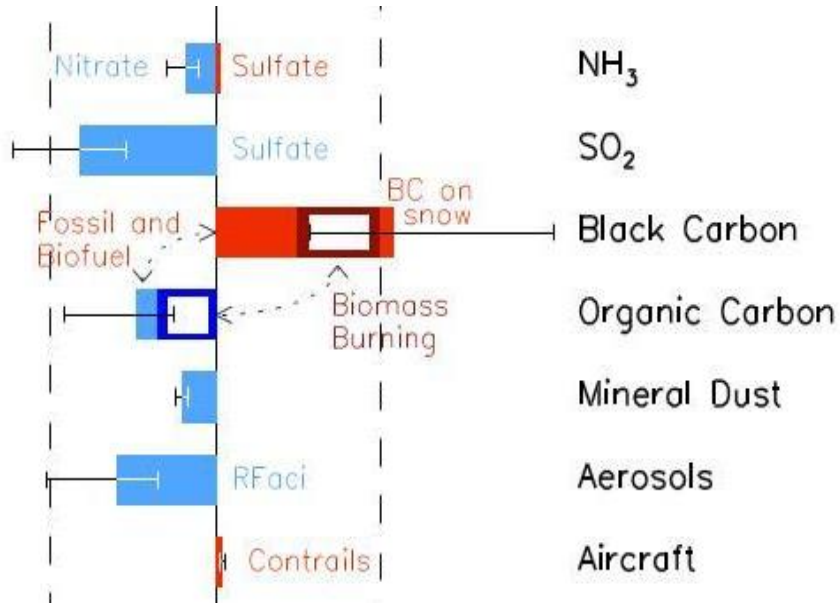 Nitrate Sulfate NH₃
Sulfate SO₂
BC on
snow
Fossil and
Biofuel
Black Carbon
Biomass
Burning
Organic Carbon
Mineral Dust
RFaci Aerosols
Contrails Aircraft